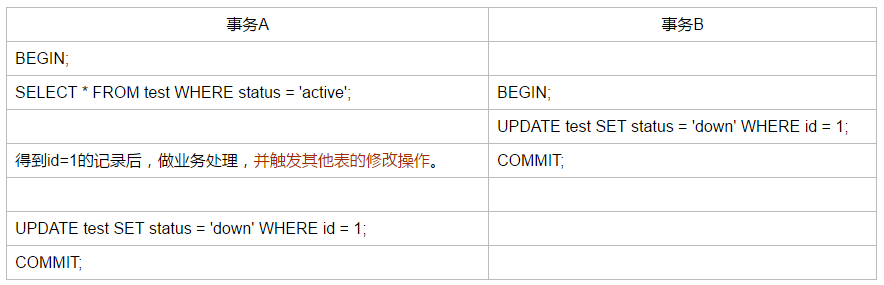 事务A 事务B
BEGIN;
SELECT * FROM test WHERE status = 'active'; BEGIN;
UPDATE test SET status = 'down' WHERE id = 1;
得到id=1的记录后，做业务处理，并触发其他表的修改操作。 COMMIT;
UPDATE test SET status = 'down' WHERE id = 1;
COMMIT;